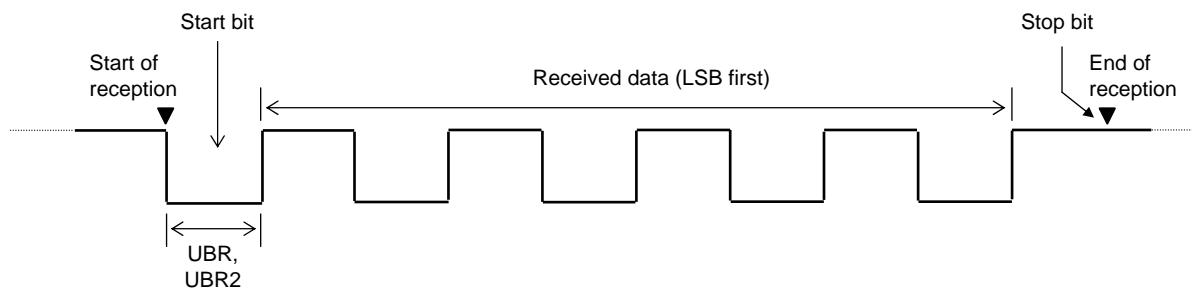 Start bit
Stop bit
Start of
reception
Received data (LSB first)
End of
reception
UBR,
UBR2